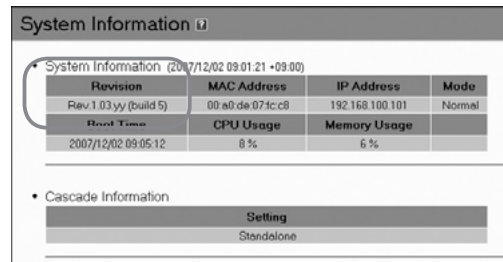 System Information ?
• System Information (2007/12/02 09:01:21 +09:00)
Revision MAC Address IP Address Mode
Rev.1.03.yy (build 5) 00:a0:de:07:fc:c8 192.168.100.101 Normal
Boot Time CPU Usage Memory Usage
2007/12/02 09:05:12 8 % 6 %
• Cascade Information
Setting
Standalone